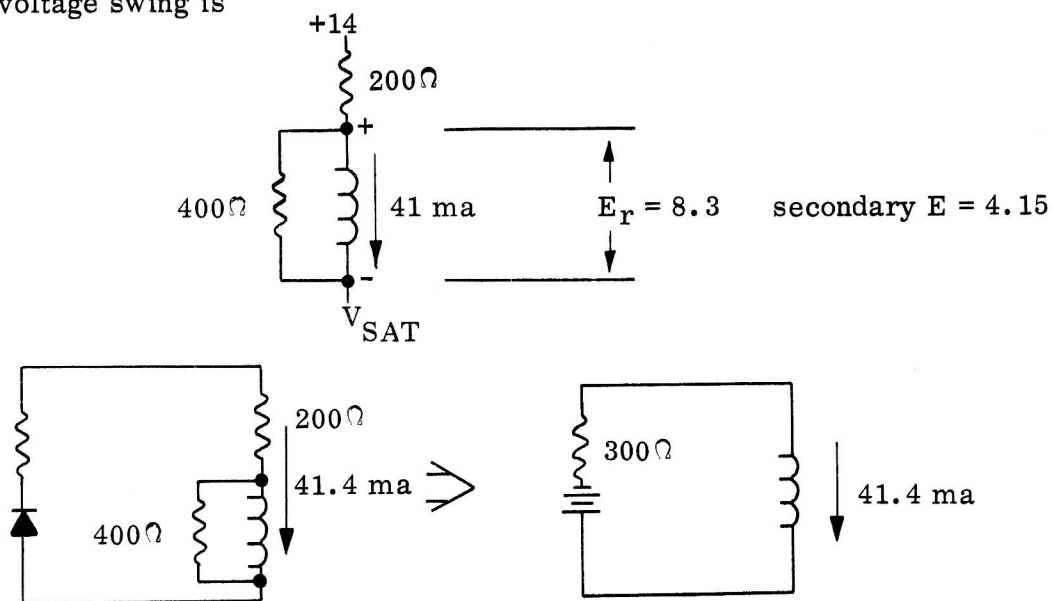 voltage swing is
+14
200Ω
+
400Ω
41 ma
E_r = 8.3
secondary E = 4.15
-
V_SAT
200Ω
41.4 ma
400Ω
300Ω
41.4 ma